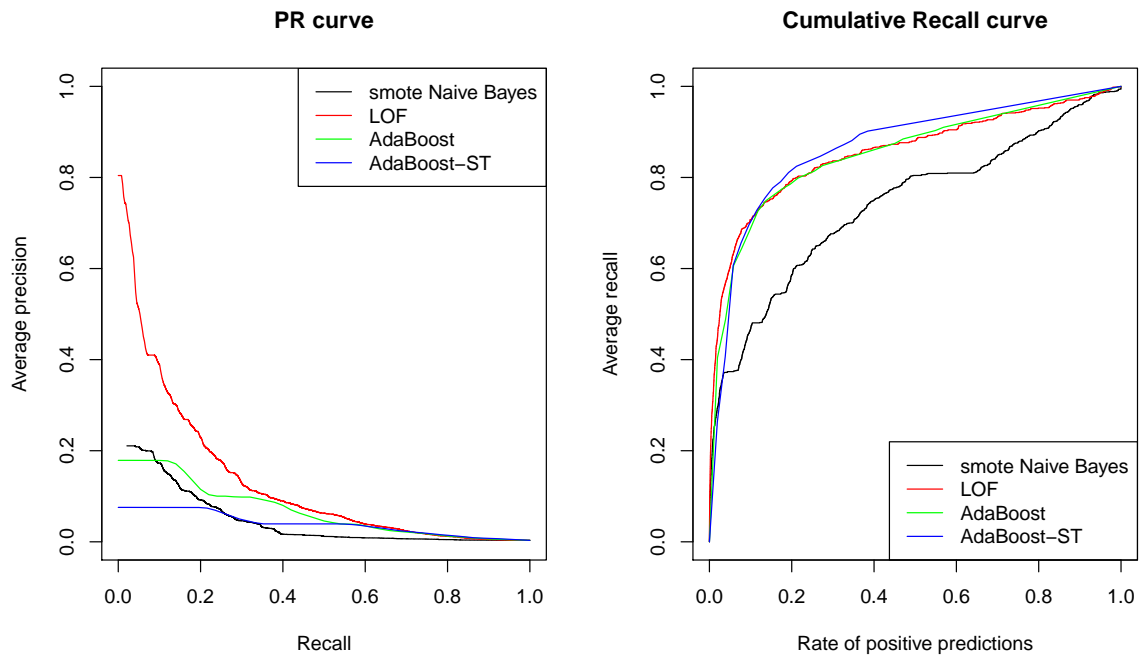 PR curve
Average precision
1.0
0.8
0.6
0.4
0.2
0.0
smote Naive Bayes
LOF
AdaBoost
AdaBoost-ST
0.0 0.2 0.4 0.6 0.8 1.0
Recall
Cumulative Recall curve
Average recall
1.0
0.8
0.6
0.4
0.2
0.0
smote Naive Bayes
LOF
AdaBoost
AdaBoost-ST
0.0 0.2 0.4 0.6 0.8 1.0
Rate of positive predictions